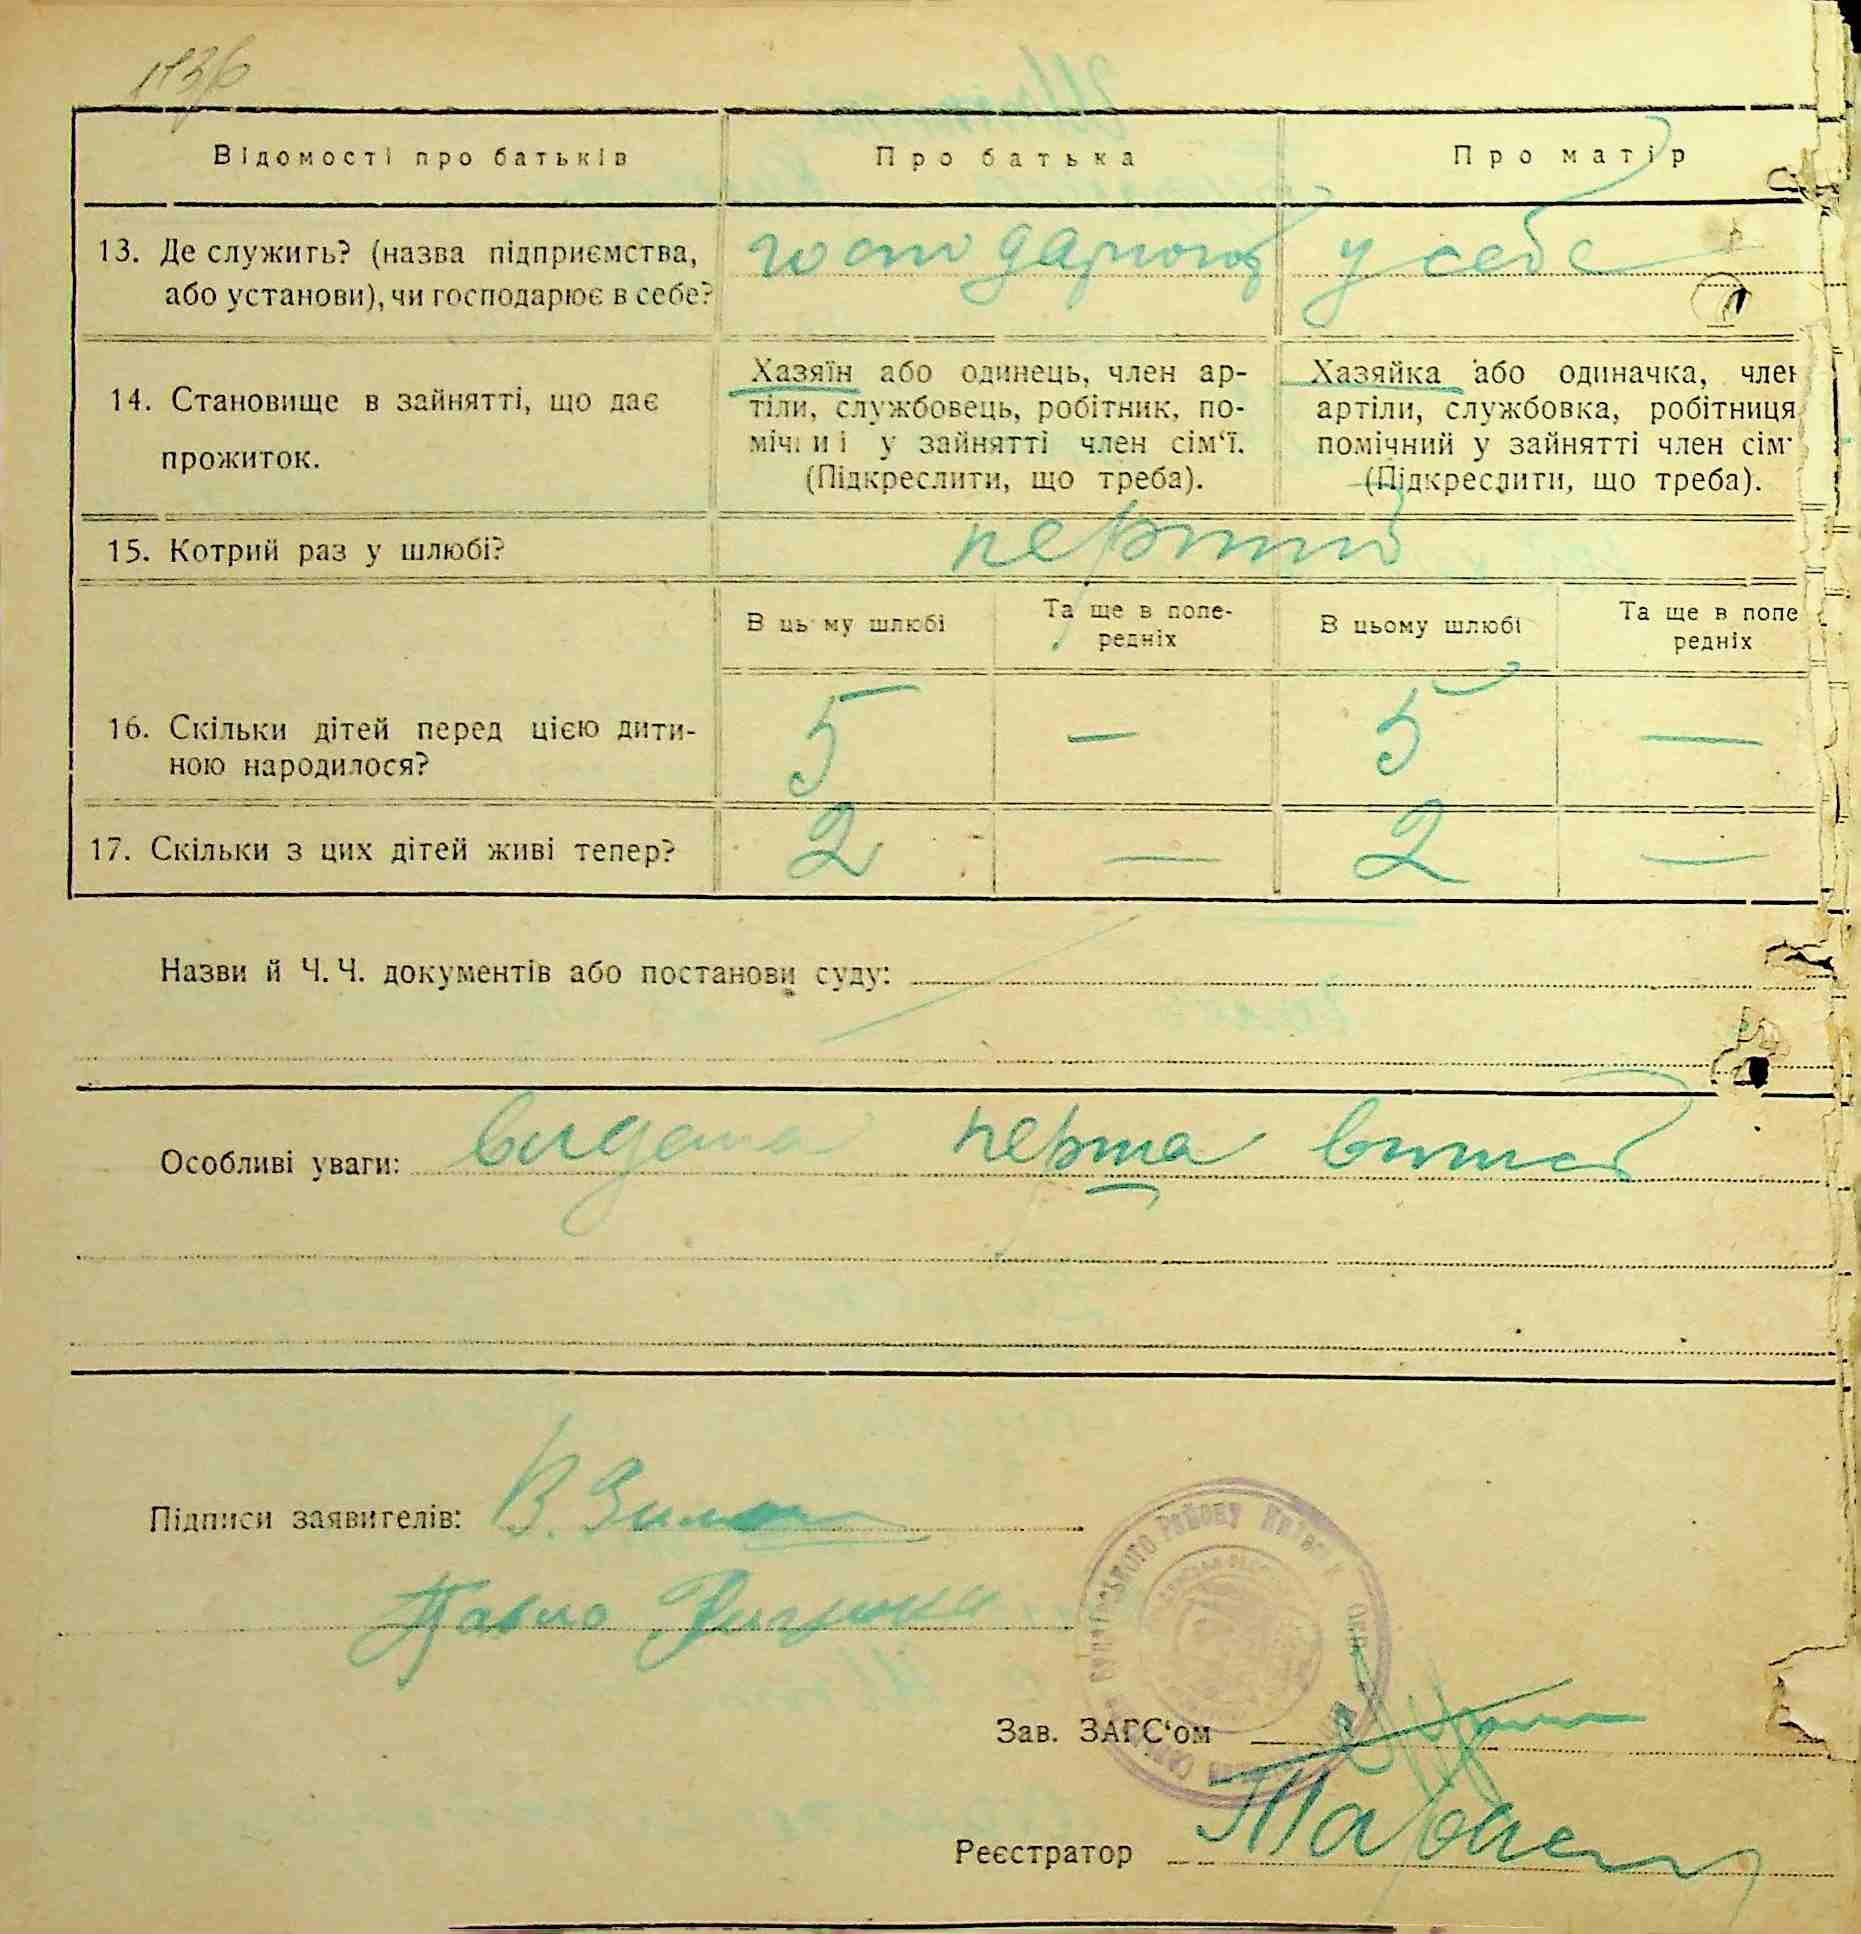 Відомості про батьків
Про батька
Про матір
13. Де служить? (назва підприємства, або установи), чи господарює в себе?
господарюють у себе
14. Становище в зайнятті, що дає прожиток.
Хазяїн або одинець, член ар-
тіли, службовець, робітник, по-
мічний у зайнятті член сім'ї.
(Підкреслити, що треба).
Хазяйка або одиначка, член
артіли, службовка, робітниця
помічний у зайнятті член сім'
(Підкреслити, що треба).
15. Котрий раз у шлюбі?
перший
В цьому шлюбі
Та ще в попе-
редніх
В цьому шлюбі
Та ще в попе
редніх
16. Скільки дітей перед цією дити-
ною народилося?
5 — 5 —
17. Скільки з цих дітей живі тепер?
2 — 2 —
Назви й Ч. Ч. документів або постанови суду:
Особливі уваги: видана перша
Підписи заявителів: В.
Павло
Зав. ЗАГС'ом
Реєстратор